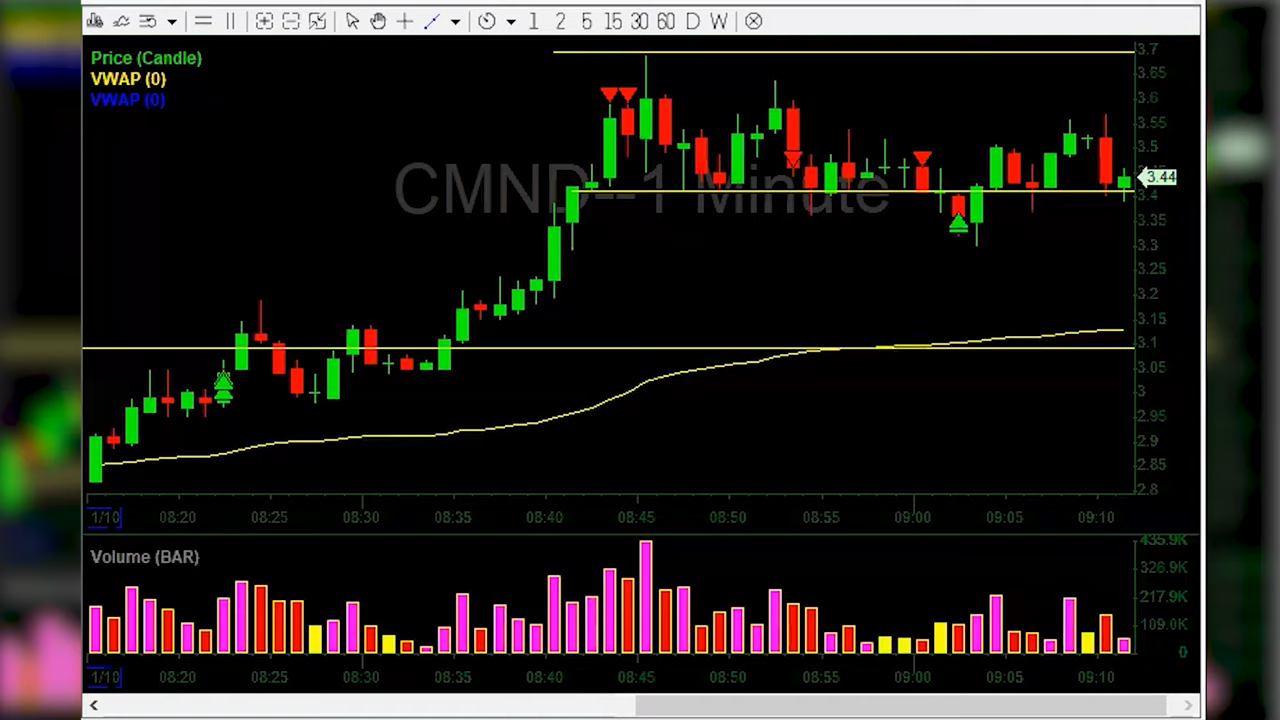 1 2 5 15 30 60 D W
Price (Candle)
VWAP (0)
VWAP (0)
CMND--1 Minute
3.7
3.65
3.6
3.55
3.5
3.44
3.4
3.35
3.3
3.25
3.2
3.15
3.1
3.05
3
2.95
2.9
2.85
2.8
1/10 08:20 08:25 08:30 08:35 08:40 08:45 08:50 08:55 09:00 09:05 09:10
Volume (BAR)
435.9K
326.9K
217.9K
109.0K
0
1/10 08:20 08:25 08:30 08:35 08:40 08:45 08:50 08:55 09:00 09:05 09:10